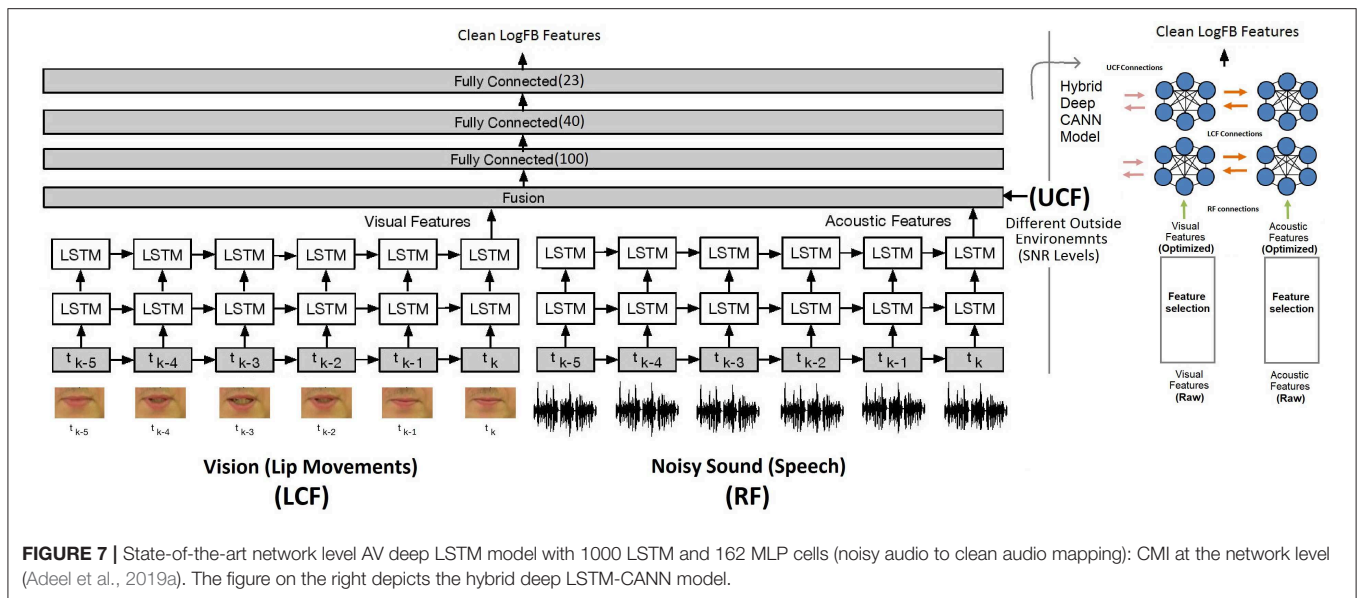 Clean LogFB Features
Fully Connected(23)
Fully Connected(40)
Fully Connected(100)
Fusion
Visual Features
Acoustic Features
LSTM LSTM LSTM LSTM LSTM LSTM LSTM LSTM LSTM LSTM LSTM LSTM
LSTM LSTM LSTM LSTM LSTM LSTM LSTM LSTM LSTM LSTM LSTM LSTM
t k-5 t k-4 t k-3 t k-2 t k-1 t k t k-5 t k-4 t k-3 t k-2 t k-1 t k
t k-5 t k-4 t k-3 t k-2 t k-1 t k t k-5 t k-4 t k-3 t k-2 t k-1 t k
Vision (Lip Movements)
(LCF)
Noisy Sound (Speech)
(RF)
(UCF)
Different Outside
Environemnts
(SNR Levels)
Clean LogFB Features
UCF Connections
Hybrid
Deep
CANN
Model
LCF Connections
RF connections
Visual
Features
(Optimized)
Acoustic
Features
(Optimized)
Feature
selection
Feature
selection
Visual
Features
(Raw)
Acoustic
Features
(Raw)
FIGURE 7 | State-of-the-art network level AV deep LSTM model with 1000 LSTM and 162 MLP cells (noisy audio to clean audio mapping): CMI at the network level
(Adeel et al., 2019a). The figure on the right depicts the hybrid deep LSTM-CANN model.